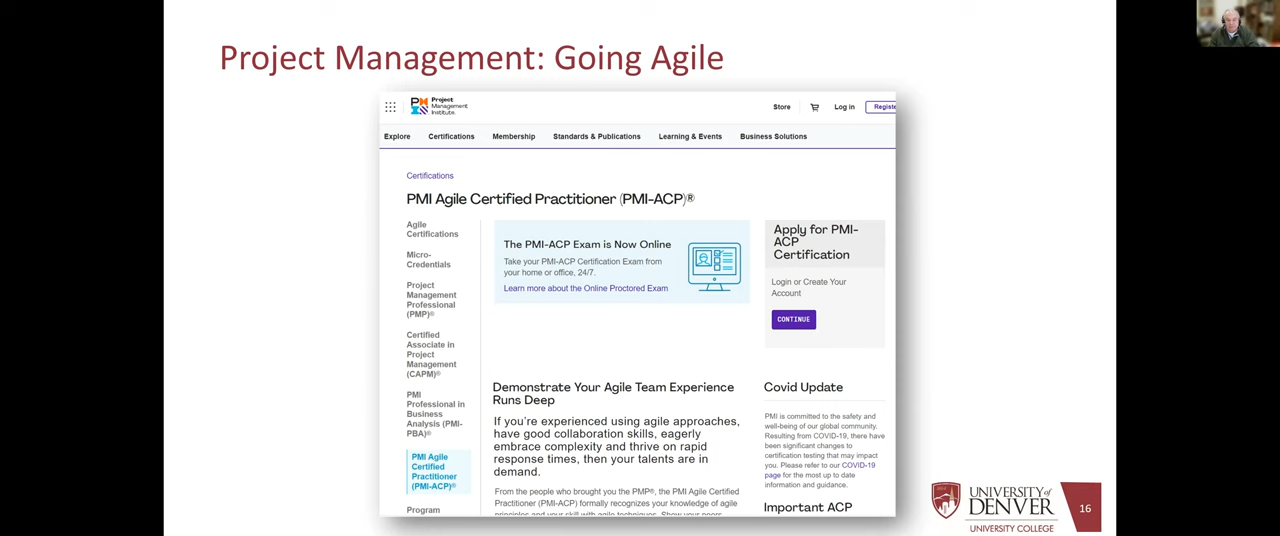 Project Management: Going Agile
Project
Management
Institute.
Store
Log in
Registe
Explore
Certifications
Membership
Standards & Publications
Learning & Events
Business Solutions
Certifications
PMI Agile Certified Practitioner (PMI-ACP)®
Agile
Certifications
Micro-
Credentials
Project
Management
Professional
(PMP)®
Certified
Associate in
Project
Management
(CAPM)®
PMI
Professional in
Business
Analysis (PMI-
PBA)®
PMI Agile
Certified
Practitioner
(PMI-ACP)®
Program
The PMI-ACP Exam is Now Online
Take your PMI-ACP Certification Exam from
your home or office, 24/7.
Learn more about the Online Proctored Exam
Demonstrate Your Agile Team Experience
Runs Deep
If you're experienced using agile approaches,
have good collaboration skills, eagerly
embrace complexity and thrive on rapid
response times, then your talents are in
demand.
From the people who brought you the PMP®, the PMI Agile Certified
Practitioner (PMI-ACP) formally recognizes your knowledge of agile
principles and your skill with agile techniques. Show your peers
Apply for PMI-
ACP
Certification
Login or Create Your
Account
CONTINUE
Covid Update
PMI is committed to the safety and
well-being of our global community.
Resulting from COVID-19, there have
been significant changes to
certification testing that may impact
you. Please refer to our COVID-19
page for the most up to date
information and guidance.
Important ACP
UNIVERSITY of
DENVER
UNIVERSITY COLLEGE
16